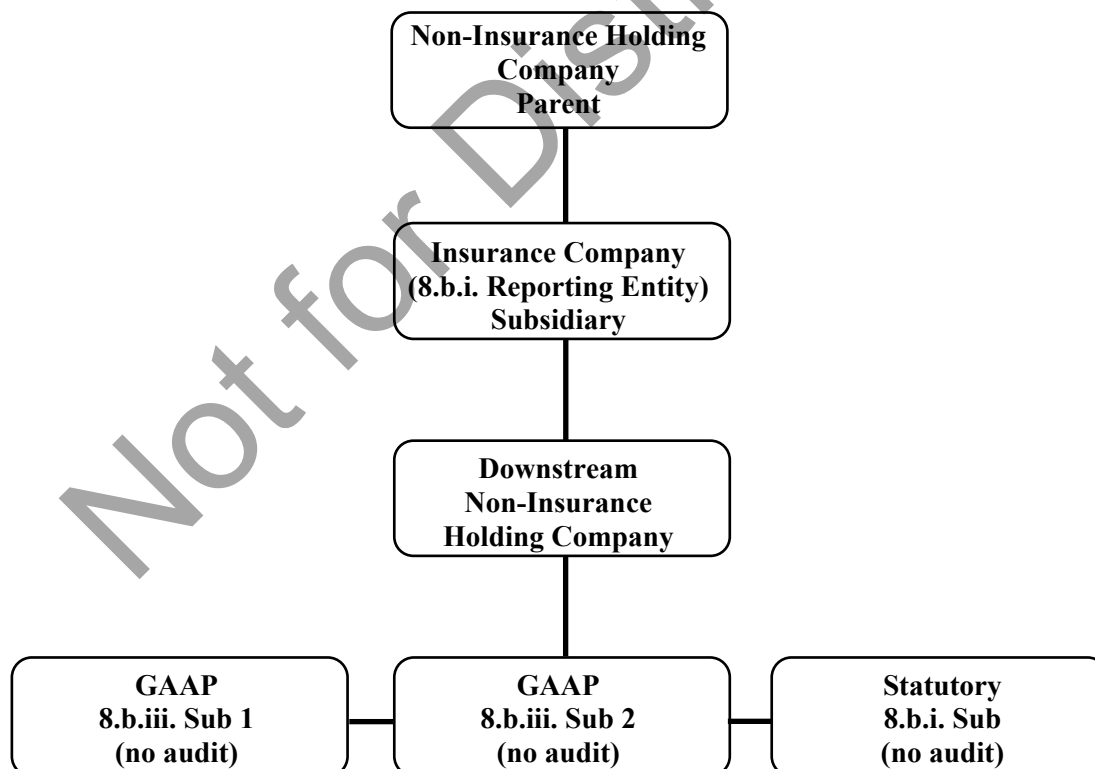 Non-Insurance Holding
Company
Parent
Insurance Company
(8.b.i. Reporting Entity)
Subsidiary
Downstream
Non-Insurance
Holding Company
GAAP
8.b.iii. Sub 1
(no audit)
GAAP
8.b.iii. Sub 2
(no audit)
Statutory
8.b.i. Sub
(no audit)
Not for